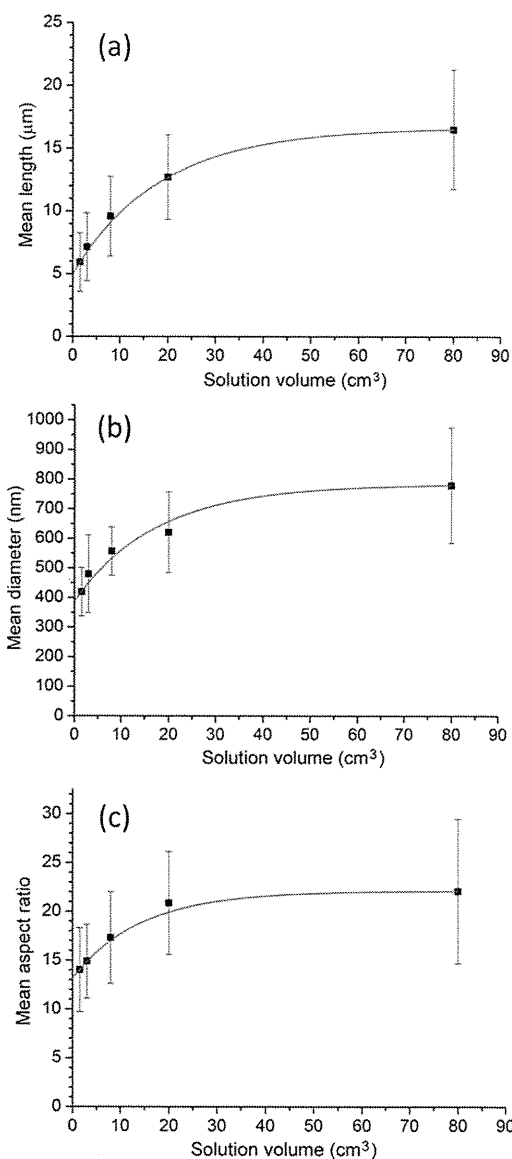 (a)
25
20
15
10
5
0
Mean length (μm)
0 10 20 30 40 50 60 70 80 90
Solution volume (cm³)
(b)
1000
900
800
700
600
500
400
300
200
100
0
Mean diameter (nm)
0 10 20 30 40 50 60 70 80 90
Solution volume (cm³)
(c)
30
25
20
15
10
5
0
Mean aspect ratio
0 10 20 30 40 50 60 70 80 90
Solution volume (cm³)